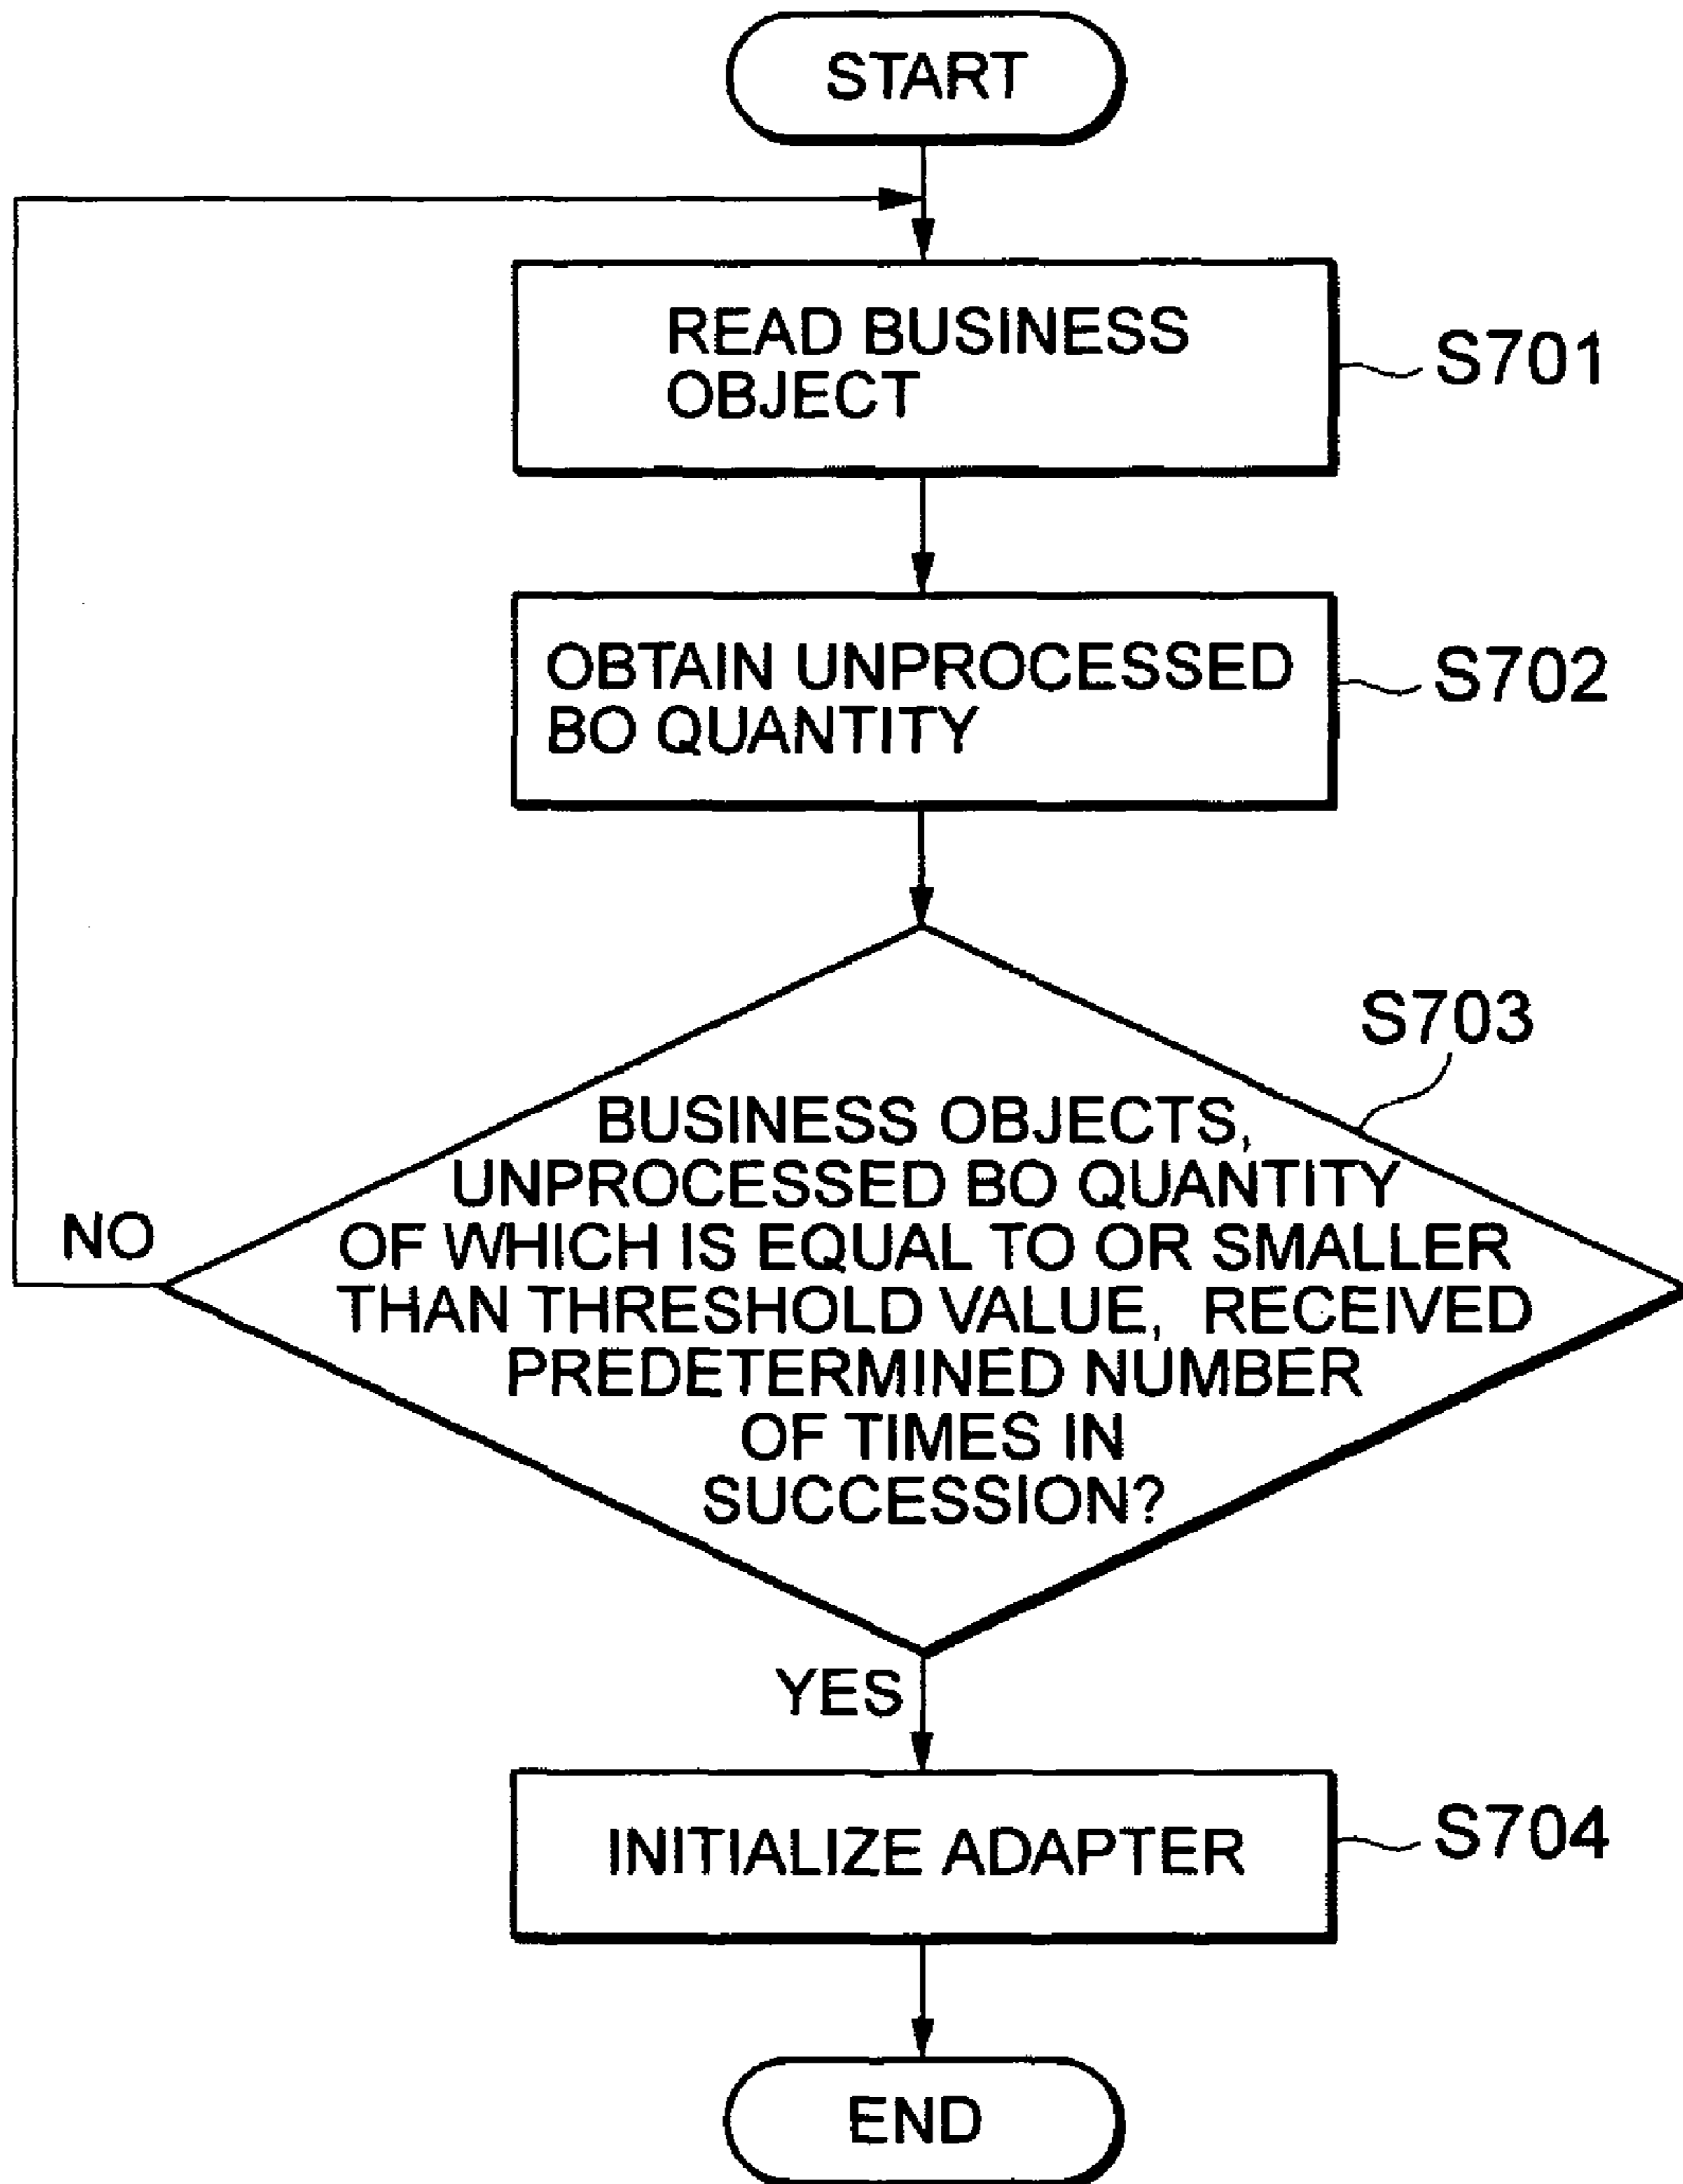 START
READ BUSINESS
OBJECT
S701
OBTAIN UNPROCESSED
BO QUANTITY
S702
S703
BUSINESS OBJECTS,
UNPROCESSED BO QUANTITY
OF WHICH IS EQUAL TO OR SMALLER
THAN THRESHOLD VALUE, RECEIVED
PREDETERMINED NUMBER
OF TIMES IN
SUCCESSION?
NO
YES
INITIALIZE ADAPTER
S704
END